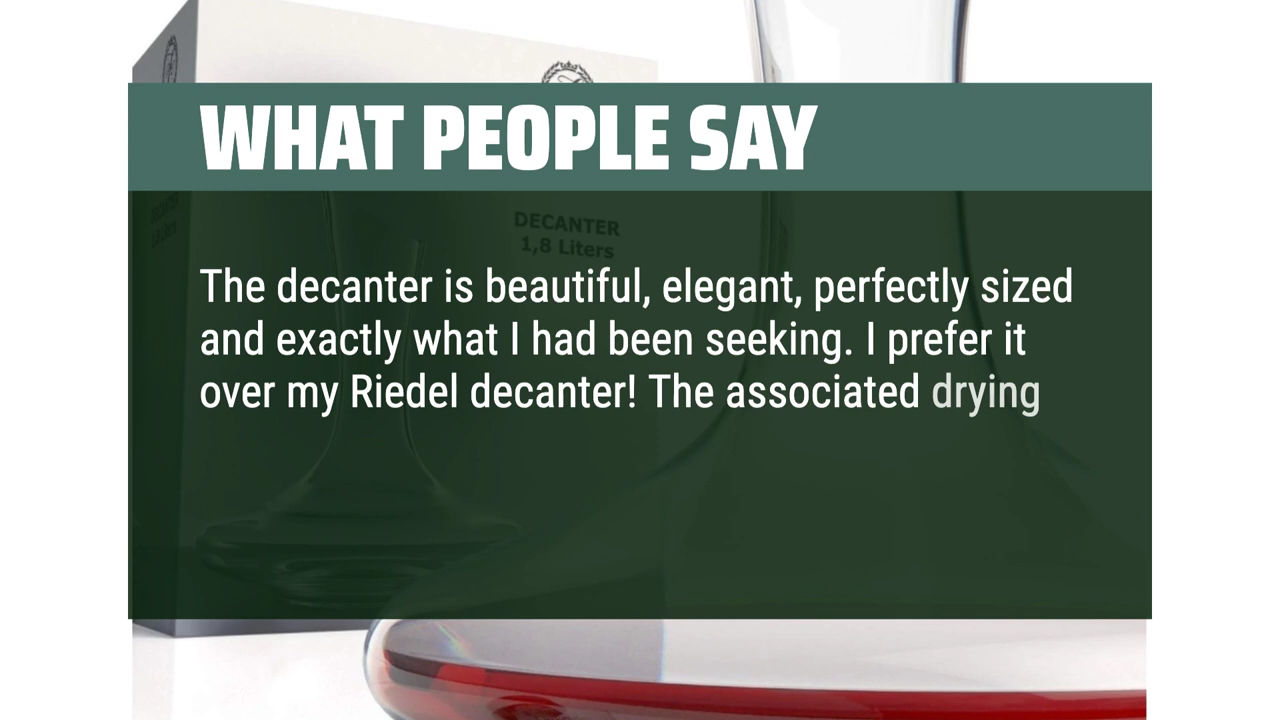 WHAT PEOPLE SAY
DECANTER
1,8 Liters
The decanter is beautiful, elegant, perfectly sized
and exactly what I had been seeking. I prefer it
over my Riedel decanter! The associated drying